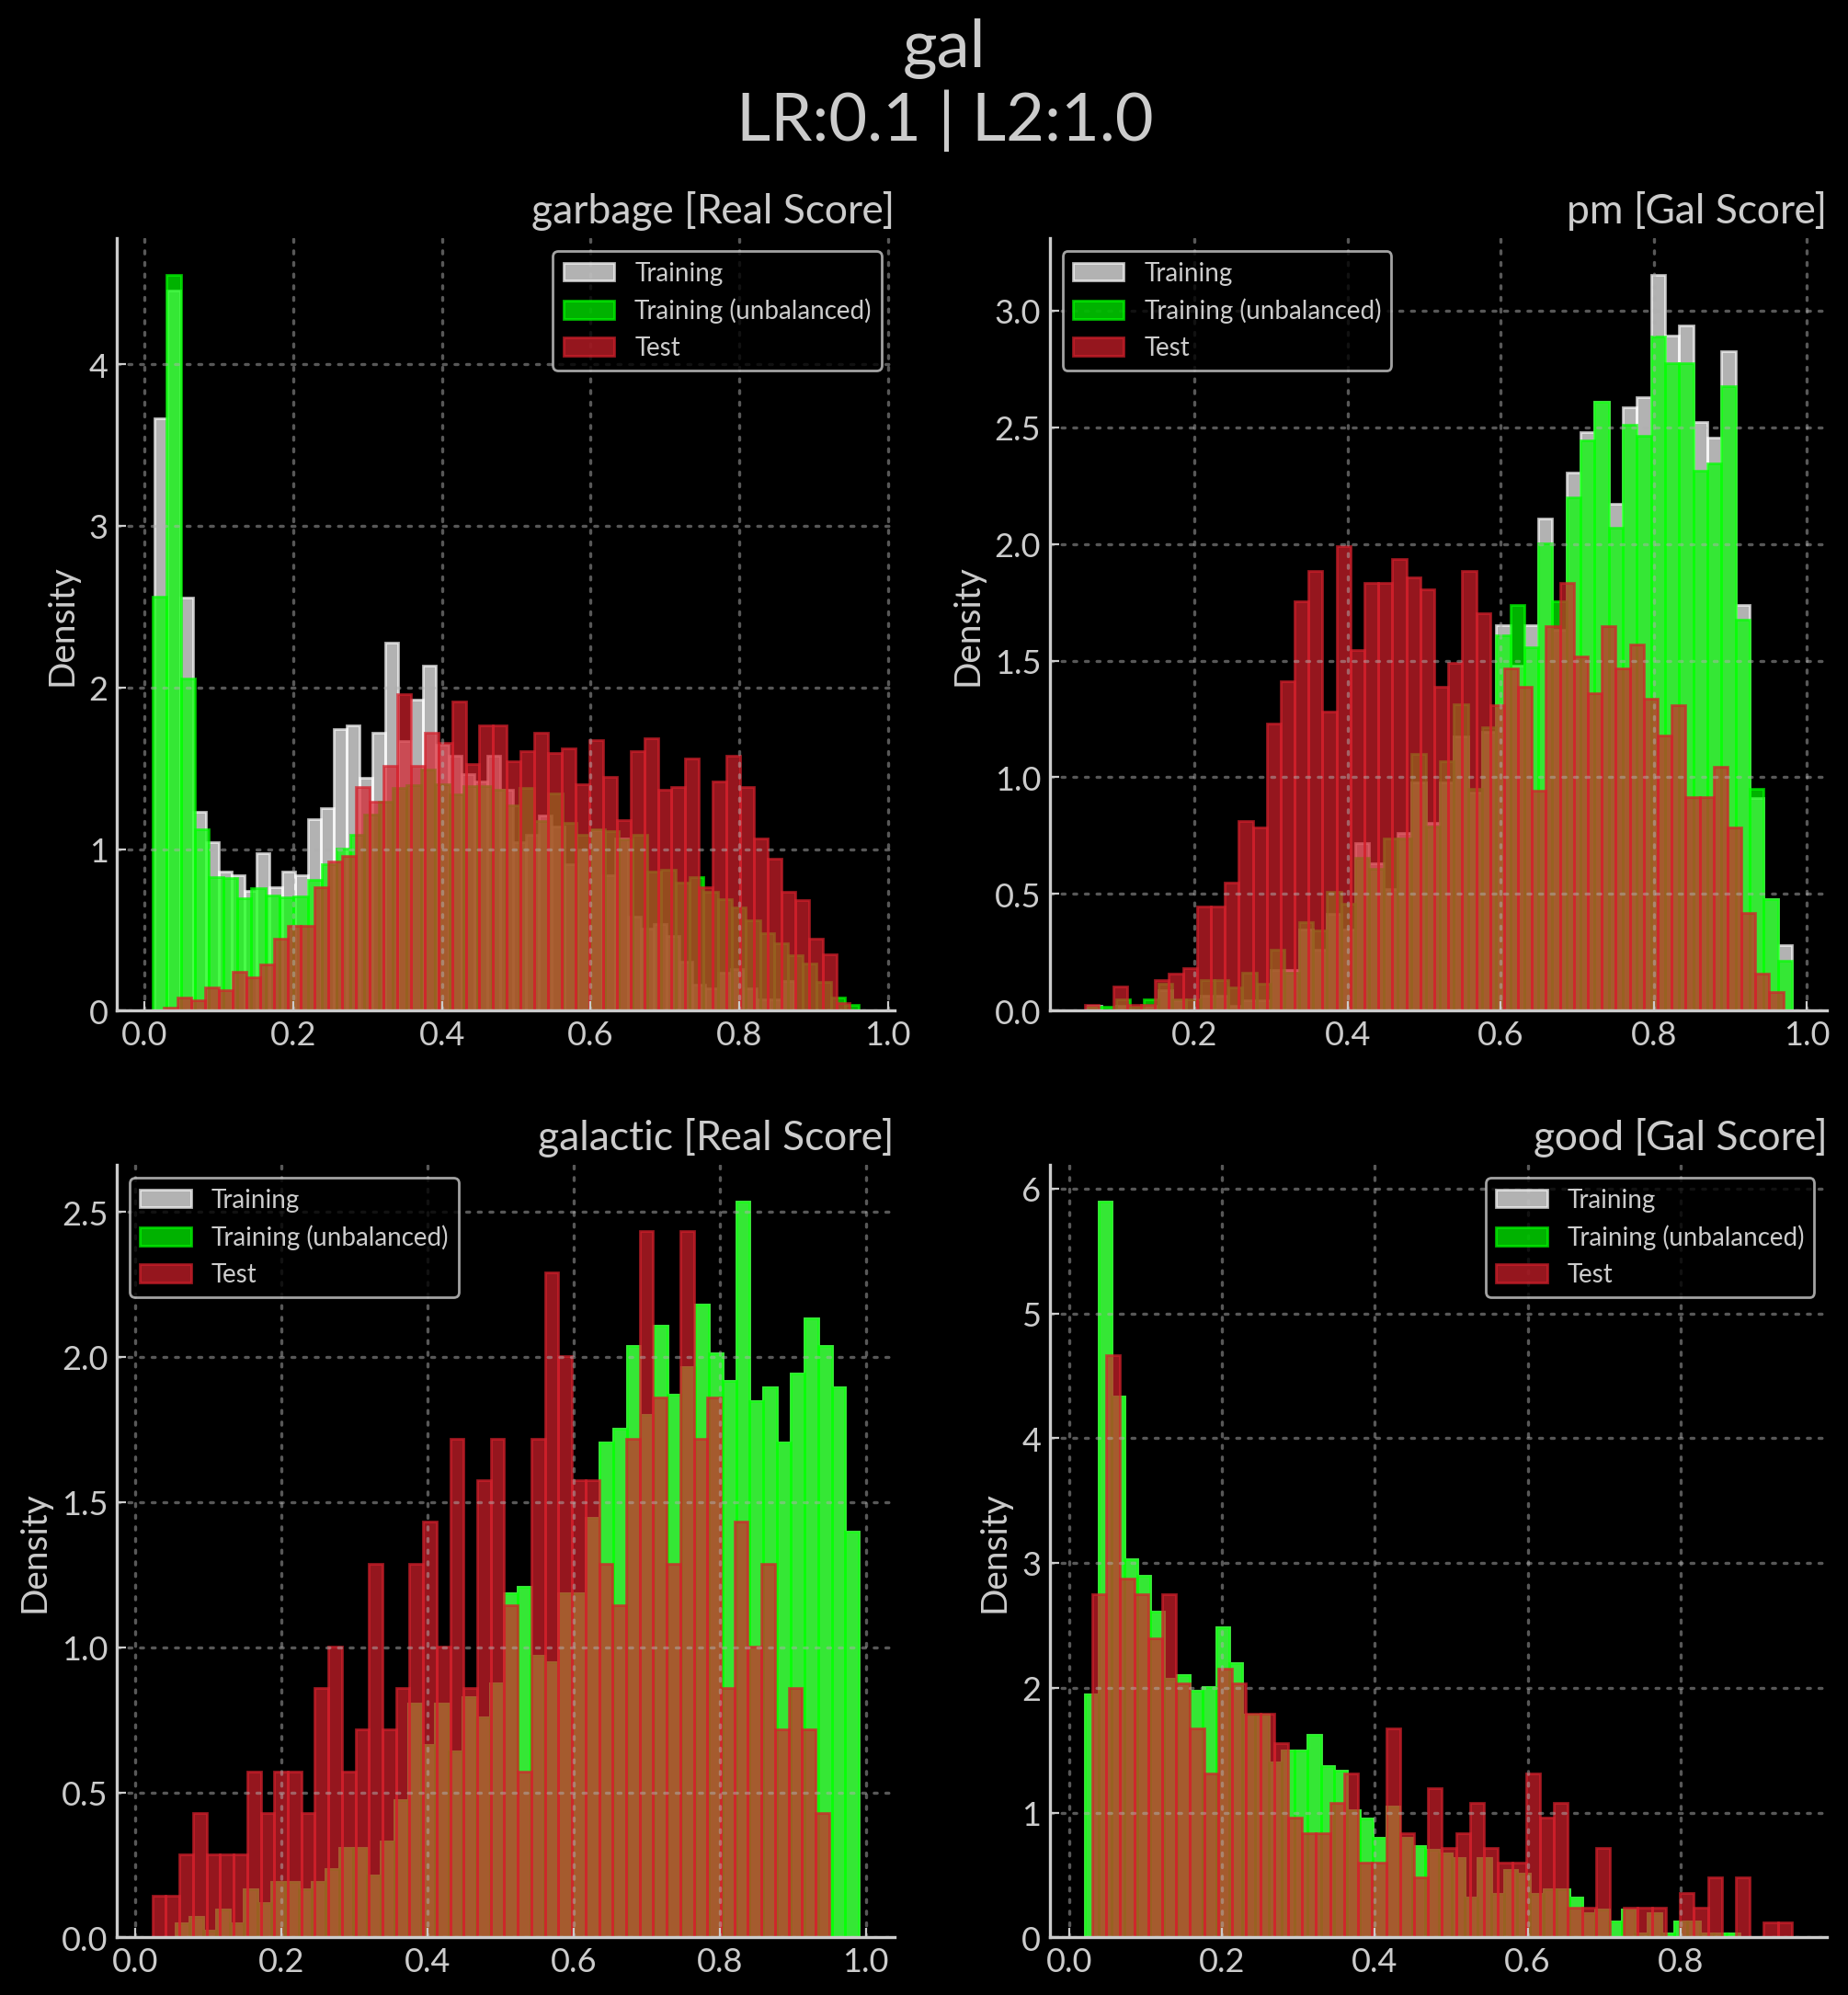 gal
LR:0.1 | L2:1.0
garbage [Real Score]
Training
Training (unbalanced)
Test
Density
4
3
2
1
0
0.0 0.2 0.4 0.6 0.8 1.0
pm [Gal Score]
Training
Training (unbalanced)
Test
Density
3.0
2.5
2.0
1.5
1.0
0.5
0.0
0.2 0.4 0.6 0.8 1.0
galactic [Real Score]
Training
Training (unbalanced)
Test
Density
2.5
2.0
1.5
1.0
0.5
0.0
0.0 0.2 0.4 0.6 0.8 1.0
good [Gal Score]
Training
Training (unbalanced)
Test
Density
6
5
4
3
2
1
0
0.0 0.2 0.4 0.6 0.8